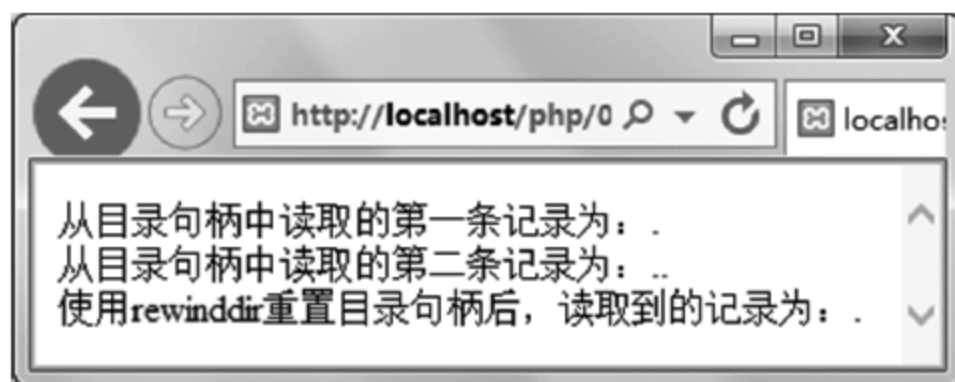 http://localhost/php/0
localhos
从目录句柄中读取的第一条记录为：.
从目录句柄中读取的第二条记录为：..
使用rewinddir重置目录句柄后，读取到的记录为：.